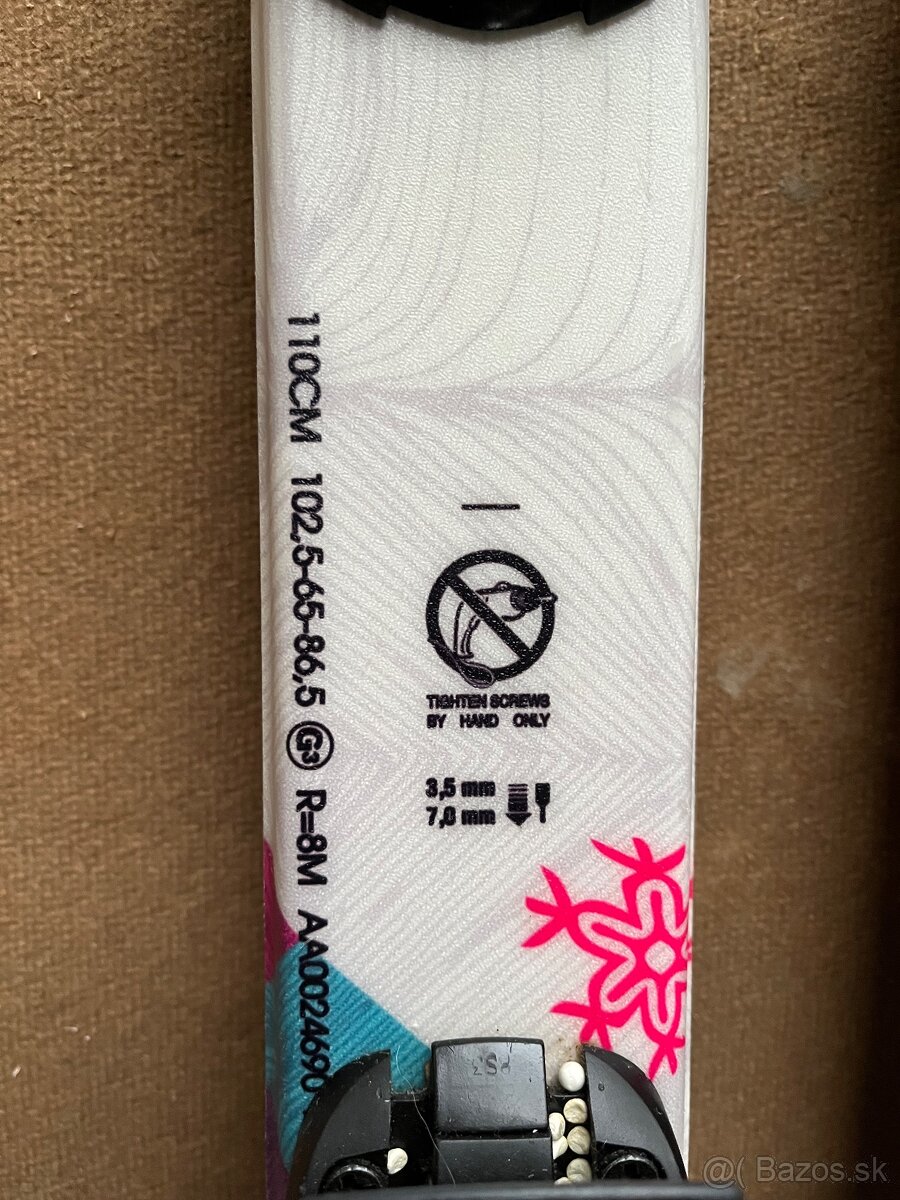 110CM 102,5-65-86,5 G3 R=8M AA0024690
TIGHTEN SCREWS
BY HAND ONLY
3,5 mm
7,0 mm
@( Bazos.sk